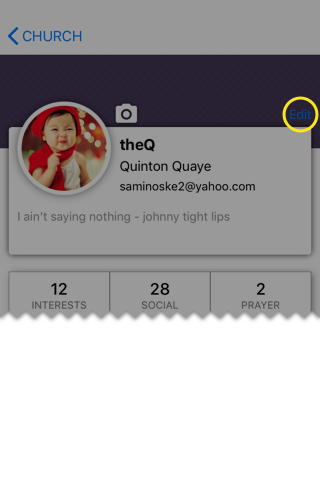 CHURCH
Edit
theQ
Quinton Quaye
saminoske2@yahoo.com
I ain't saying nothing - johnny tight lips
12 28 2
INTERESTS SOCIAL PRAYER